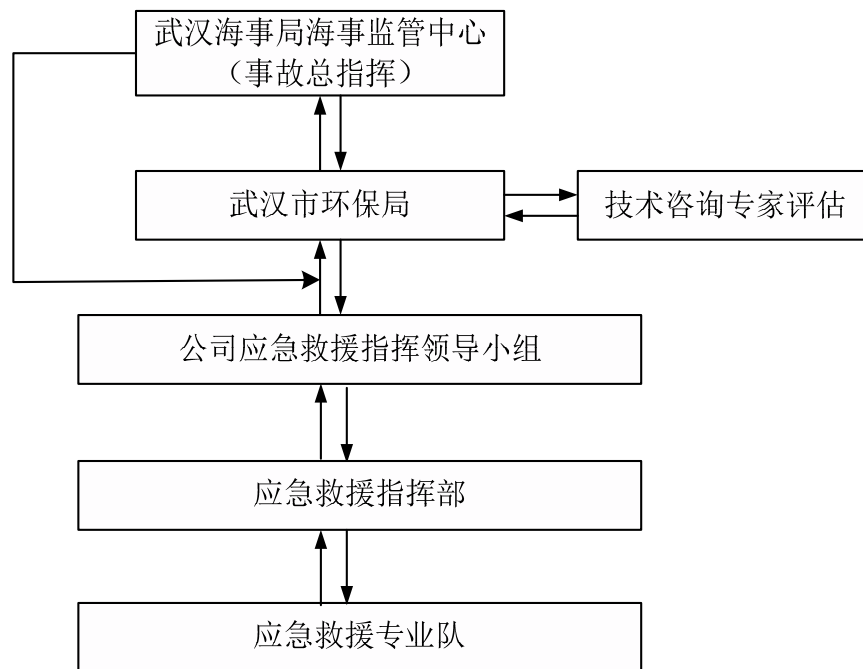 武汉海事局海事监管中心
（事故总指挥）
武汉市环保局
技术咨询专家评估
公司应急救援指挥领导小组
应急救援指挥部
应急救援专业队